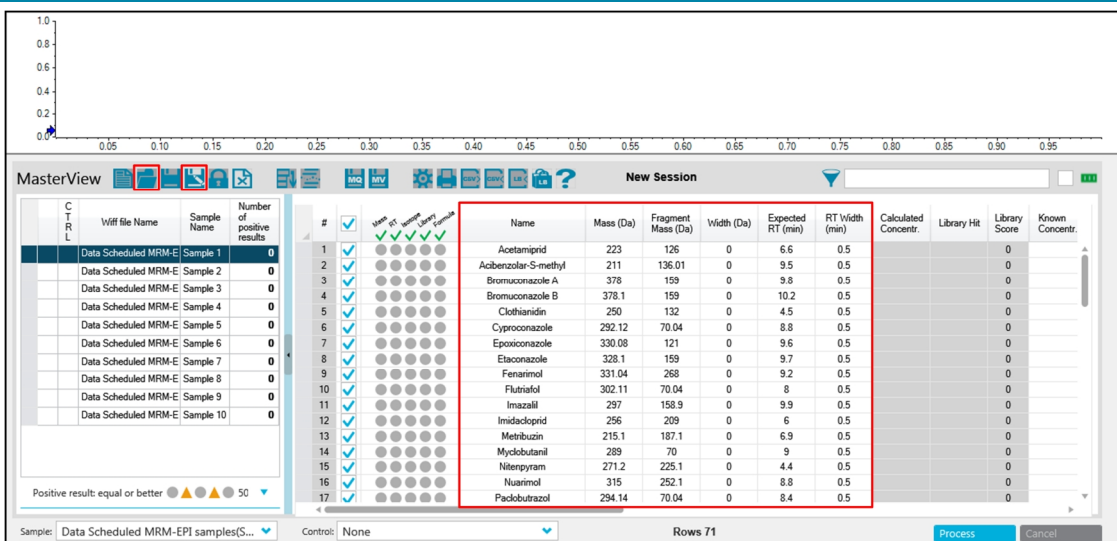 1.0
0.8
0.6
0.4
0.2
0.0
0.05 0.10 0.15 0.20 0.25 0.30 0.35 0.40 0.45 0.50 0.55 0.60 0.65 0.70 0.75 0.80 0.85 0.90 0.95
MasterView MQ MV CSV CSV LB LB ? New Session
CTRL Wiff file Name Sample Name Number of positive results
Data Scheduled MRM-E Sample 1 0
Data Scheduled MRM-E Sample 2 0
Data Scheduled MRM-E Sample 3 0
Data Scheduled MRM-E Sample 4 0
Data Scheduled MRM-E Sample 5 0
Data Scheduled MRM-E Sample 6 0
Data Scheduled MRM-E Sample 7 0
Data Scheduled MRM-E Sample 8 0
Data Scheduled MRM-E Sample 9 0
Data Scheduled MRM-E Sample 10 0
Positive result: equal or better 50
# Mass RT Isotope Library Formula Name Mass (Da) Fragment Mass (Da) Width (Da) Expected RT (min) RT Width (min) Calculated Concentr. Library Hit Library Score Known Concentr.
1 Acetamiprid 223 126 0 6.6 0.5 0
2 Acibenzolar-S-methyl 211 136.01 0 9.5 0.5 0
3 Bromuconazole A 378 159 0 9.8 0.5 0
4 Bromuconazole B 378.1 159 0 10.2 0.5 0
5 Clothianidin 250 132 0 4.5 0.5 0
6 Cyproconazole 292.12 70.04 0 8.8 0.5 0
7 Epoxiconazole 330.08 121 0 9.6 0.5 0
8 Etaconazole 328.1 159 0 9.7 0.5 0
9 Fenarimol 331.04 268 0 9.2 0.5 0
10 Flutriafol 302.11 70.04 0 8 0.5 0
11 Imazalil 297 158.9 0 9.9 0.5 0
12 Imidacloprid 256 209 0 6 0.5 0
13 Metribuzin 215.1 187.1 0 6.9 0.5 0
14 Myclobutanil 289 70 0 9 0.5 0
15 Nitenpyram 271.2 225.1 0 4.4 0.5 0
16 Nuarimol 315 252.1 0 8.8 0.5 0
17 Paclobutrazol 294.14 70.04 0 8.4 0.5 0
Sample: Data Scheduled MRM-EPI samples(S... Control: None Rows 71 Process Cancel